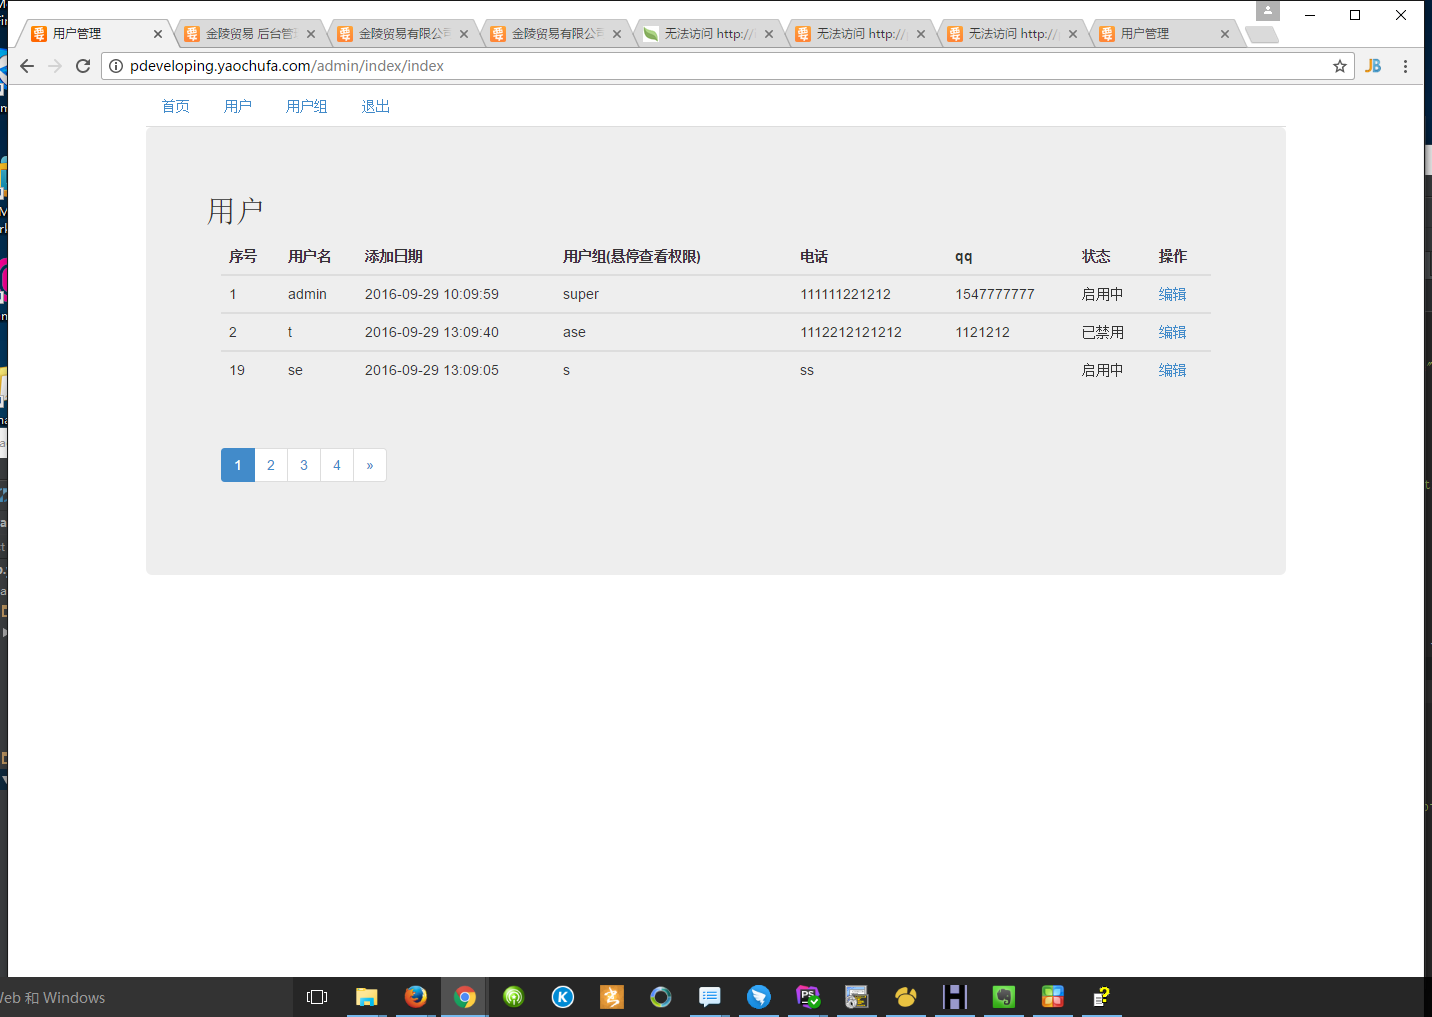 用户管理
金陵贸易 后台管
金陵贸易有限公司
金陵贸易有限公司
无法访问 http://
无法访问 http://
无法访问 http://
用户管理
pdeveloping.yaochufa.com/admin/index/index
JB
首页 用户 用户组 退出
用户
序号 用户名 添加日期 用户组(悬停查看权限) 电话 qq 状态 操作
1 admin 2016-09-29 10:09:59 super 111111221212 1547777777 启用中 编辑
2 t 2016-09-29 13:09:40 ase 1112212121212 1121212 已禁用 编辑
19 se 2016-09-29 13:09:05 s ss 启用中 编辑
1 2 3 4 »
Web 和 Windows